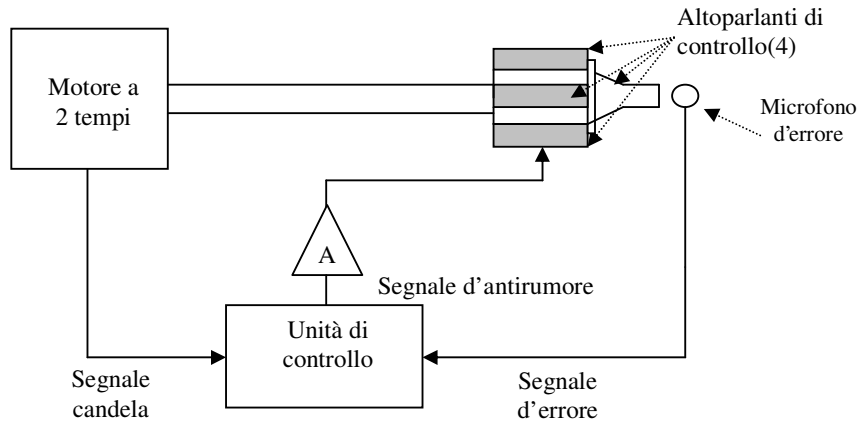 Altoparlanti di
controllo(4)
Motore a
2 tempi
Microfono
d'errore
A
Segnale d'antirumore
Unità di
controllo
Segnale
candela
Segnale
d'errore